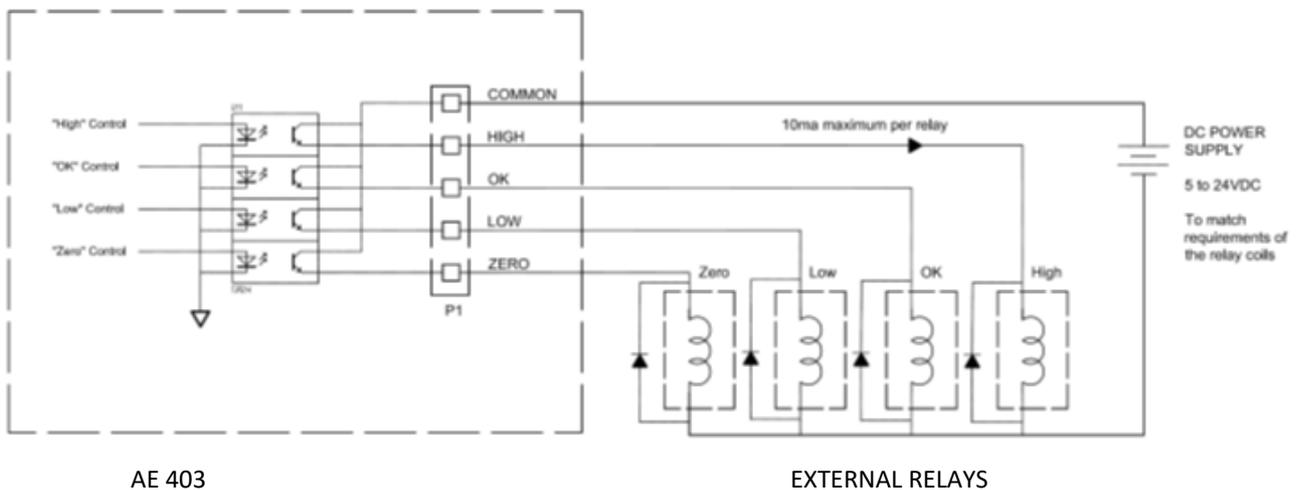 COMMON
"High" Control
HIGH
10ma maximum per relay
DC POWER
SUPPLY
"OK" Control
OK
5 to 24VDC
"Low" Control
LOW
To match
requirements of
the relay coils
"Zero" Control
ZERO
Zero
Low
OK
High
P1
AE 403
EXTERNAL RELAYS